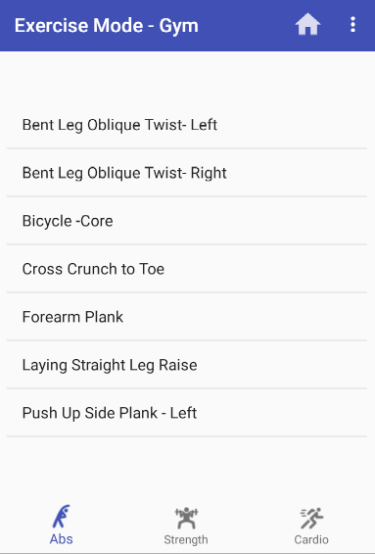 Exercise Mode - Gym
Bent Leg Oblique Twist- Left
Bent Leg Oblique Twist- Right
Bicycle -Core
Cross Crunch to Toe
Forearm Plank
Laying Straight Leg Raise
Push Up Side Plank - Left
Abs
Strength
Cardio